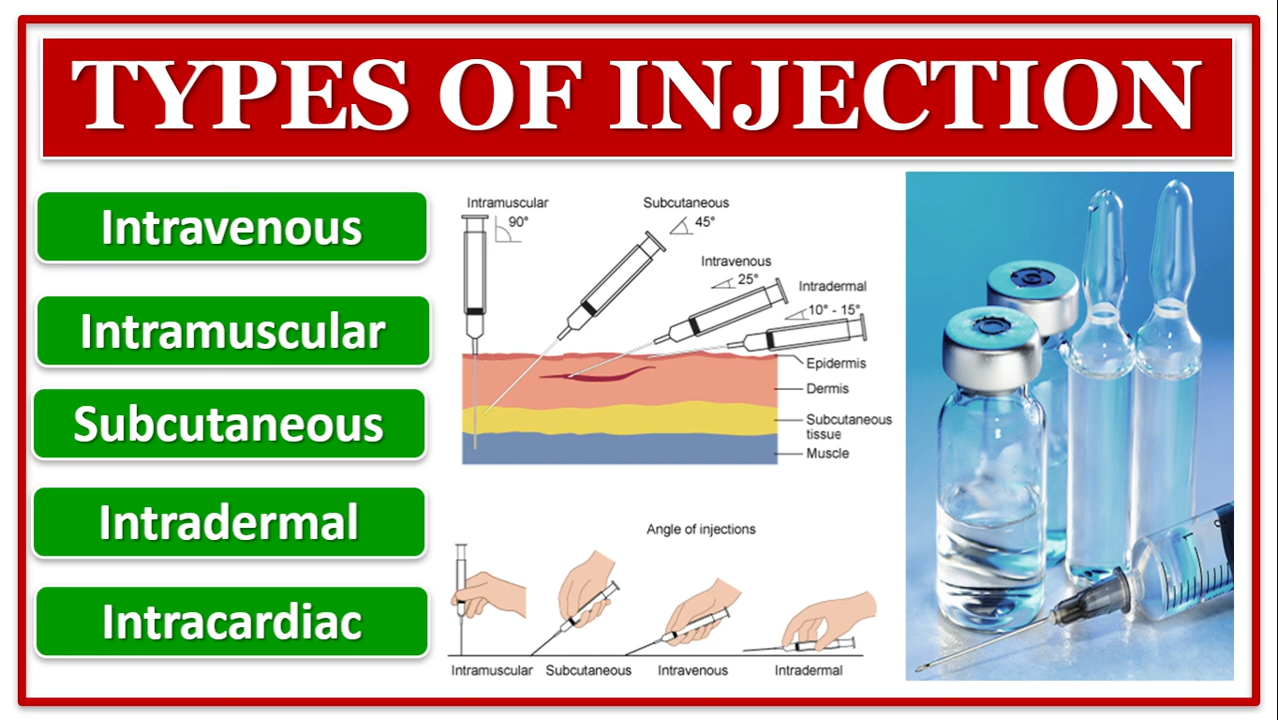 TYPES OF INJECTION
Intravenous
Intramuscular
Subcutaneous
Intradermal
Intracardiac
Intramuscular
90°
Subcutaneous
45°
Intravenous
25°
Intradermal
10° - 15°
Epidermis
Dermis
Subcutaneous
tissue
Muscle
Angle of injections
Intramuscular
Subcutaneous
Intravenous
Intradermal
1